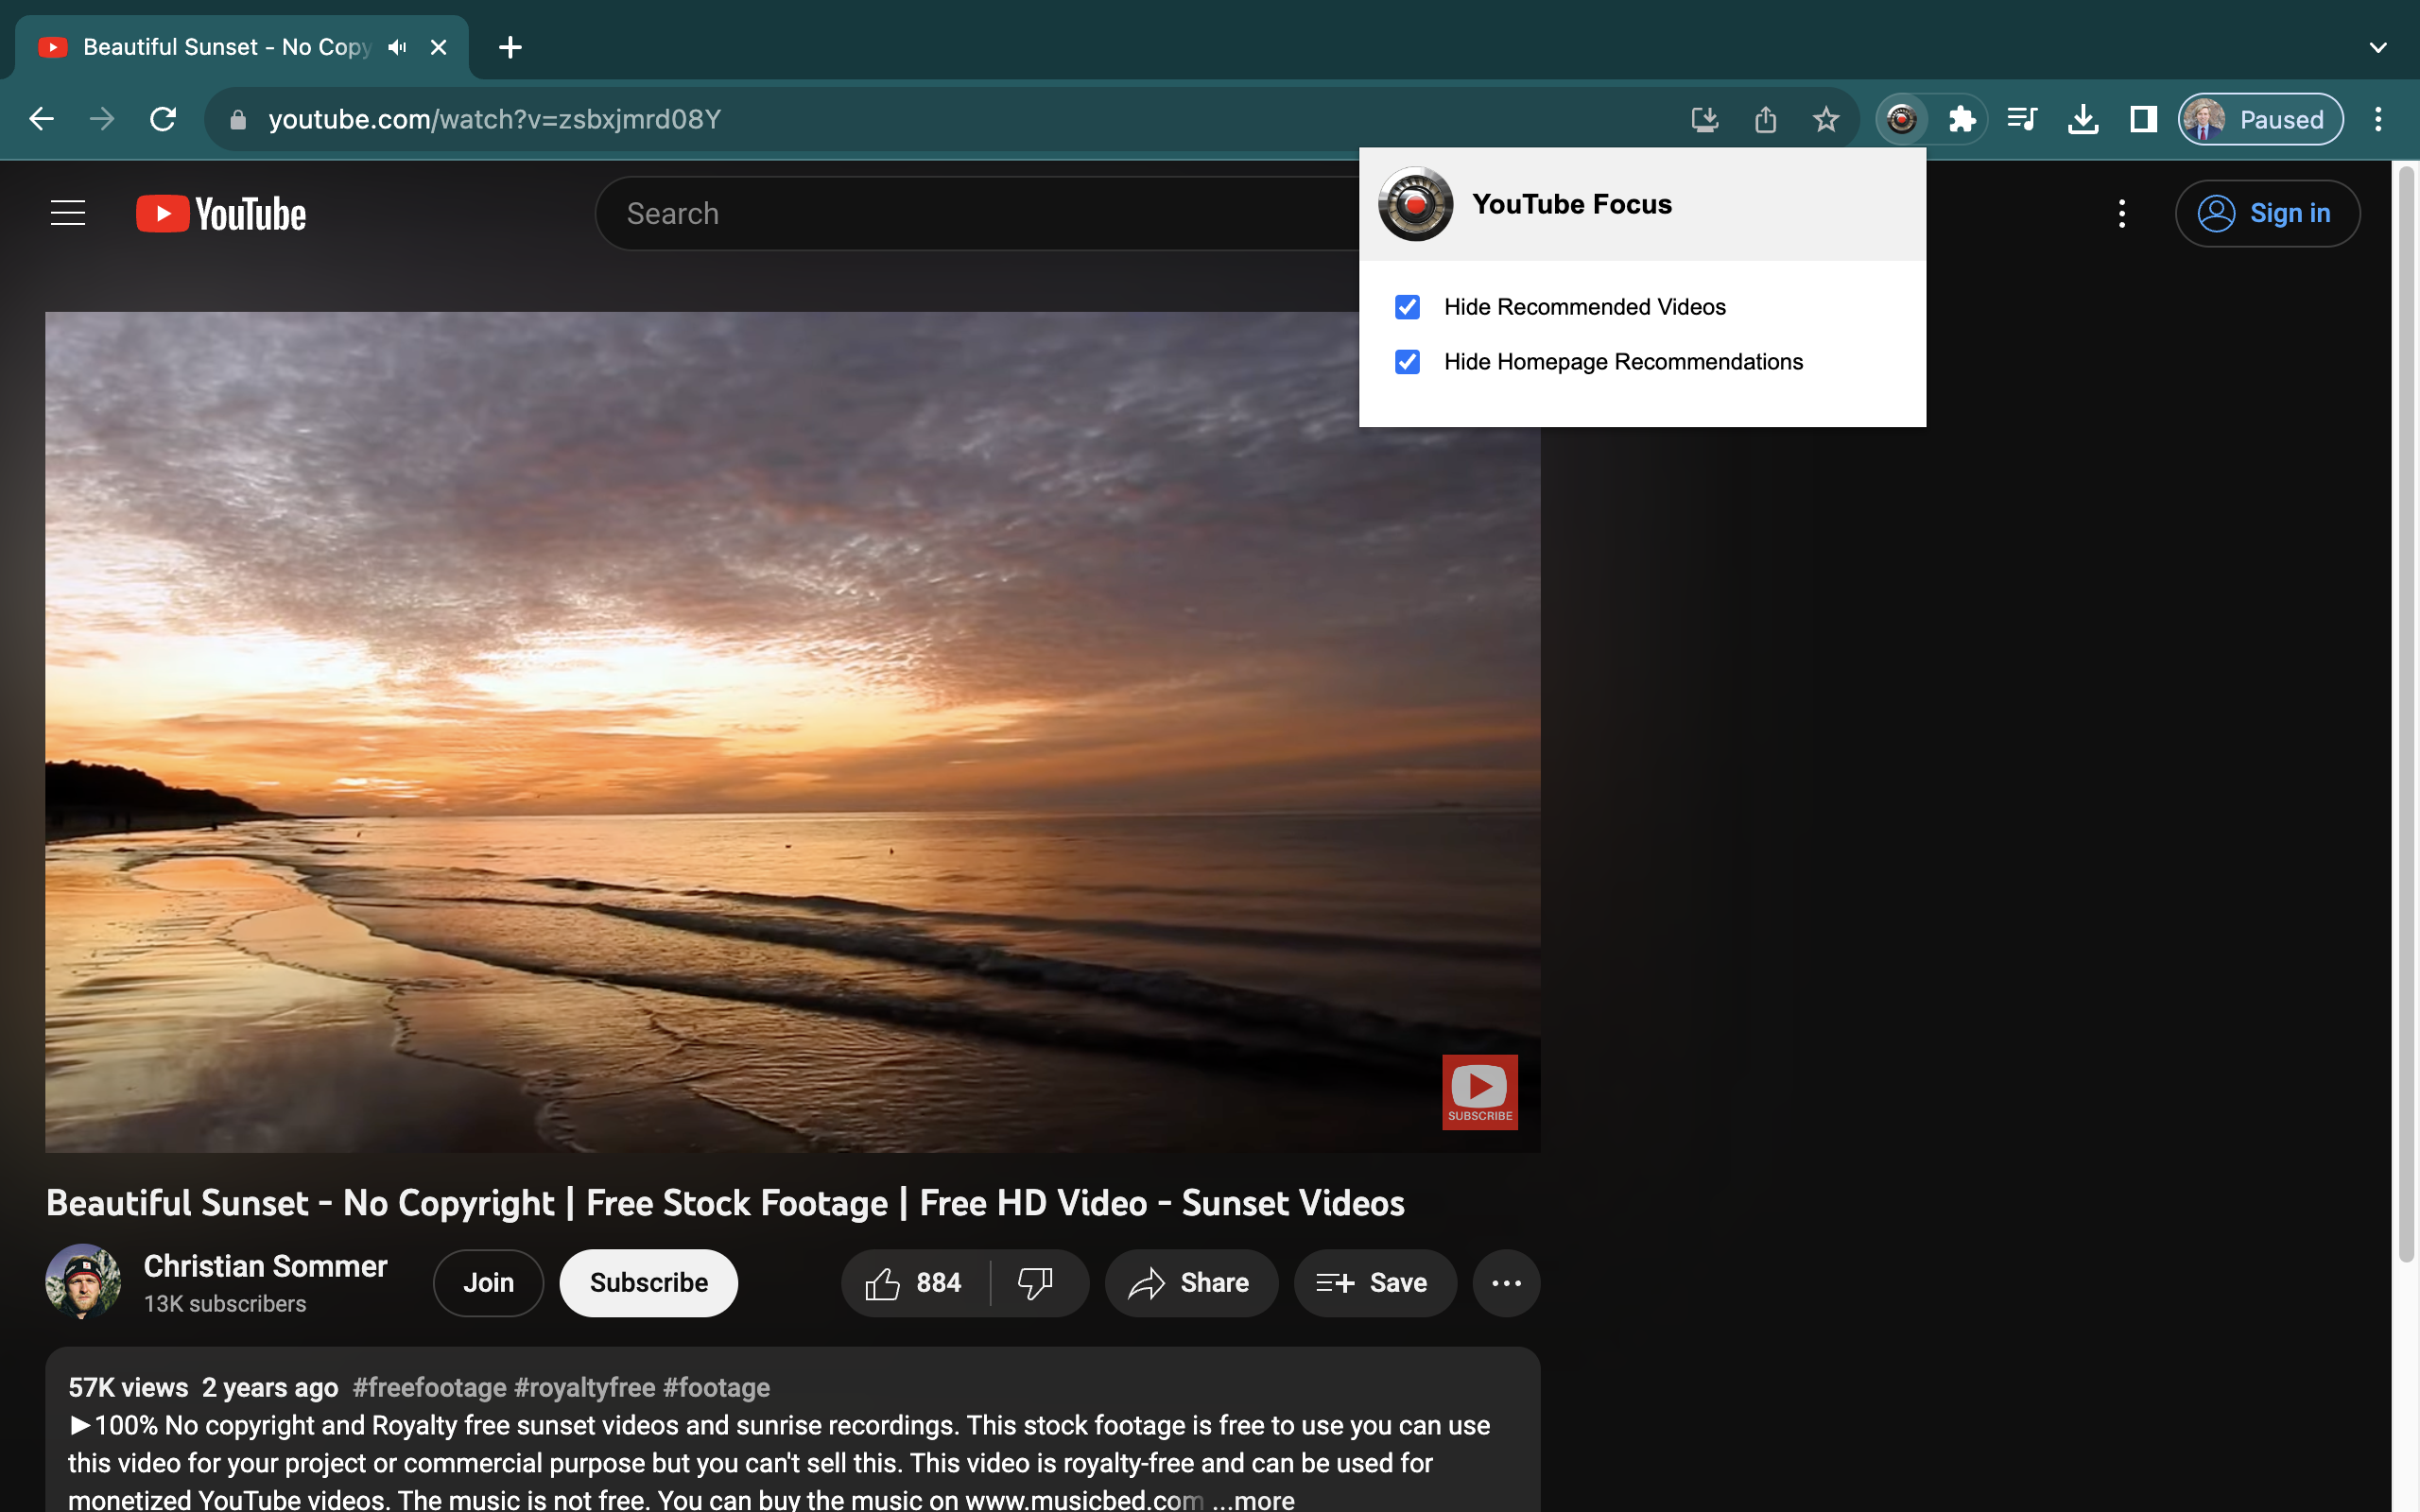 Beautiful Sunset - No Copy
youtube.com/watch?v=zsbxjmrd08Y
Paused
YouTube
Search
Sign in
YouTube Focus
Hide Recommended Videos
Hide Homepage Recommendations
SUBSCRIBE
Beautiful Sunset - No Copyright | Free Stock Footage | Free HD Video - Sunset Videos
Christian Sommer
13K subscribers
Join
Subscribe
884
Share
Save
57K views 2 years ago #freefootage #royaltyfree #footage
►100% No copyright and Royalty free sunset videos and sunrise recordings. This stock footage is free to use you can use
this video for your project or commercial purpose but you can't sell this. This video is royalty-free and can be used for
monetized YouTube videos. The music is not free. You can buy the music on www.musicbed.com ...more